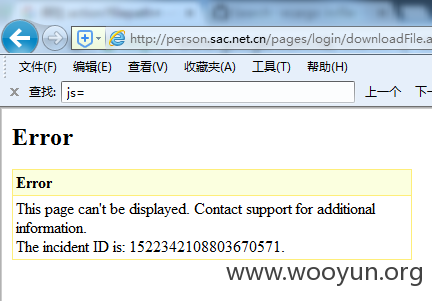 http://person.sac.net.cn/pages/login/downloadFile.a
文件(F) 编辑(E) 查看(V) 收藏夹(A) 工具(T) 帮助(H)
× 查找: js= 上一个
Error
Error
This page can't be displayed. Contact support for additional
information.
The incident ID is: 1522342108803670571.
www.wooyun.org